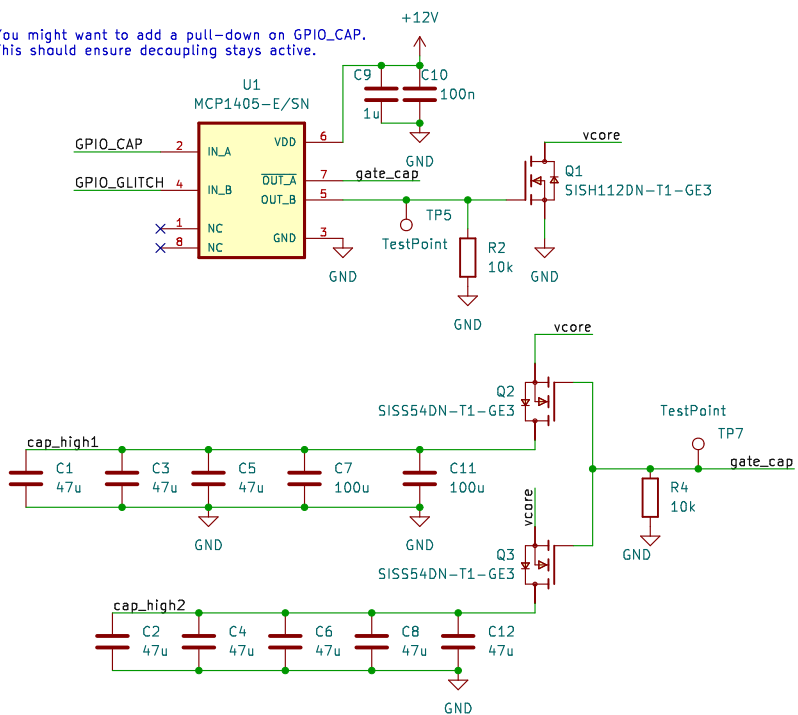 +12V
You might want to add a pull-down on GPIO_CAP.
This should ensure decoupling stays active.
C9
C10
U1
MCP1405-E/SN
100n
1u
GPIO_CAP
2
IN_A
VDD
6
vcore
GND
OUT_A
7
gate_cap
Q1
GPIO_GLITCH
4
IN_B
OUT_B
5
SISH112DN-T1-GE3
TP5
NC
1
TestPoint
GND
3
NC
8
R2
10k
GND
GND
GND
vcore
Q2
SISS54DN-T1-GE3
TestPoint
TP7
cap_high1
gate_cap
C1
47u
C3
47u
C5
47u
C7
100u
C11
100u
R4
10k
vcore
GND
GND
GND
Q3
SISS54DN-T1-GE3
cap_high2
C2
47u
C4
47u
C6
47u
C8
47u
C12
47u
GND